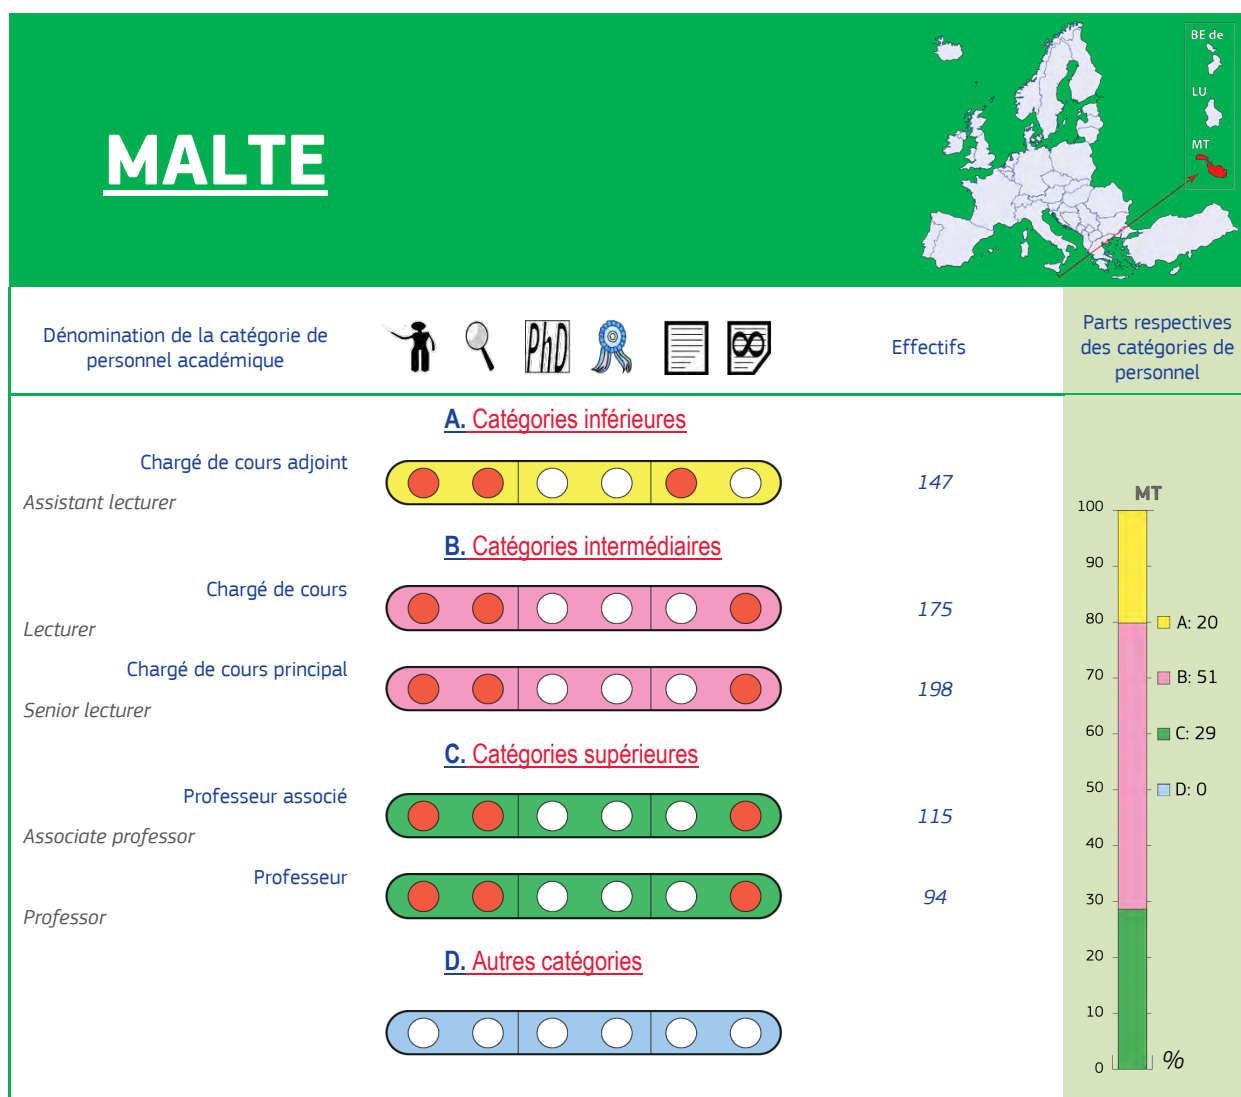 MALTE
BE de
LU
MT
Dénomination de la catégorie de
personnel académique
PhD
Effectifs
Parts respectives
des catégories de
personnel
A. Catégories inférieures
Chargé de cours adjoint
Assistant lecturer
147
B. Catégories intermédiaires
Chargé de cours
Lecturer
175
Chargé de cours principal
Senior lecturer
198
C. Catégories supérieures
Professeur associé
Associate professor
115
Professeur
Professor
94
D. Autres catégories
MT
100
90
80
70
60
50
40
30
20
10
0
%
A: 20
B: 51
C: 29
D: 0